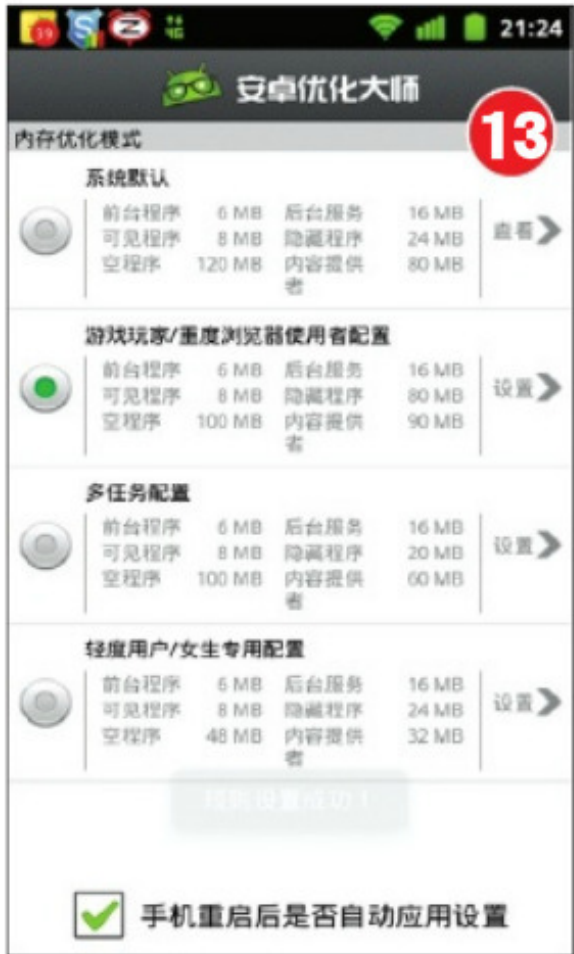 39
21:24
安卓优化大师
13
内存优化模式
系统默认
前台程序 6 MB 后台服务 16 MB
可见程序 8 MB 隐藏程序 24 MB
空程序 120 MB 内容提供者 80 MB
查看
游戏玩家/重度浏览器使用者配置
前台程序 6 MB 后台服务 16 MB
可见程序 8 MB 隐藏程序 80 MB
空程序 100 MB 内容提供者 90 MB
设置
多任务配置
前台程序 6 MB 后台服务 16 MB
可见程序 8 MB 隐藏程序 20 MB
空程序 100 MB 内容提供者 60 MB
设置
轻度用户/女生专用配置
前台程序 6 MB 后台服务 16 MB
可见程序 8 MB 隐藏程序 24 MB
空程序 48 MB 内容提供者 32 MB
设置
设置成功！
手机重启后是否自动应用设置